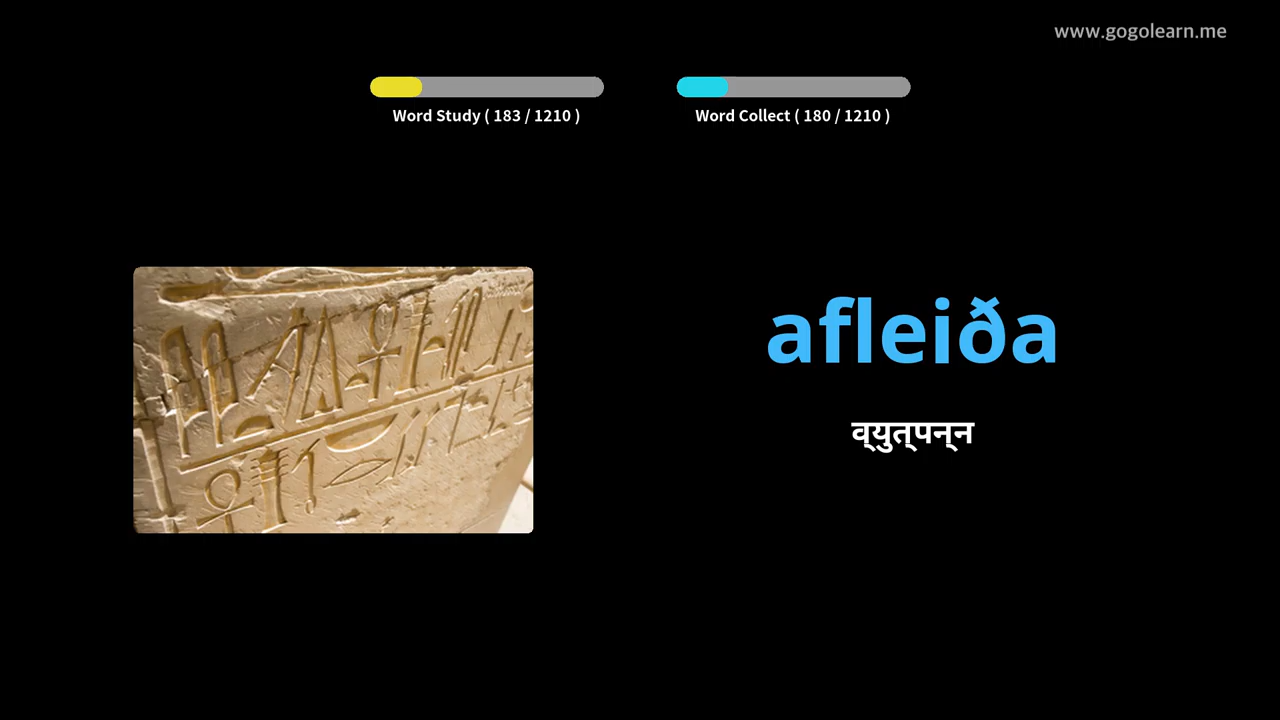 www.gogolearn.me
Word Study ( 183 / 1210 )
Word Collect ( 180 / 1210 )
afleiða
व्युत्पन्न